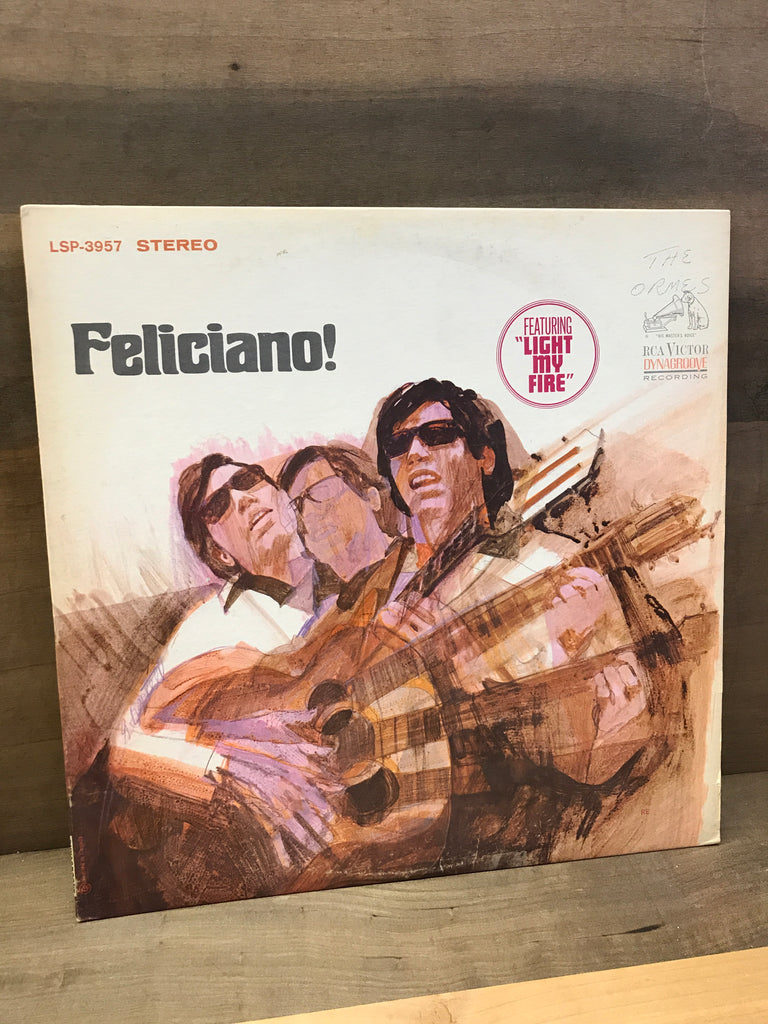 LSP-3957 STEREO
THE
ORMES
"HIS MASTER'S VOICE"
RCA VICTOR
DYNAGROOVE
RECORDING
Feliciano!
FEATURING
"LIGHT
MY
FIRE"